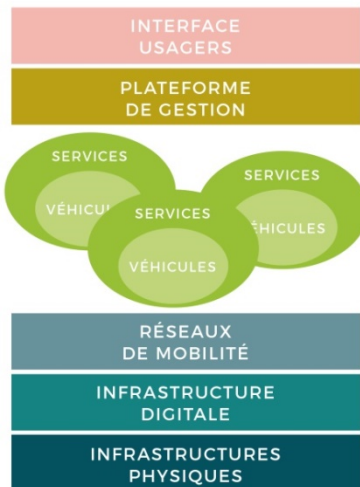 INTERFACE
USAGERS
PLATEFORME
DE GESTION
SERVICES
SERVICES
SERVICES
VÉHICULES
RÉSEAUX
DE MOBILITÉ
INFRASTRUCTURE
DIGITALE
INFRASTRUCTURES
PHYSIQUES